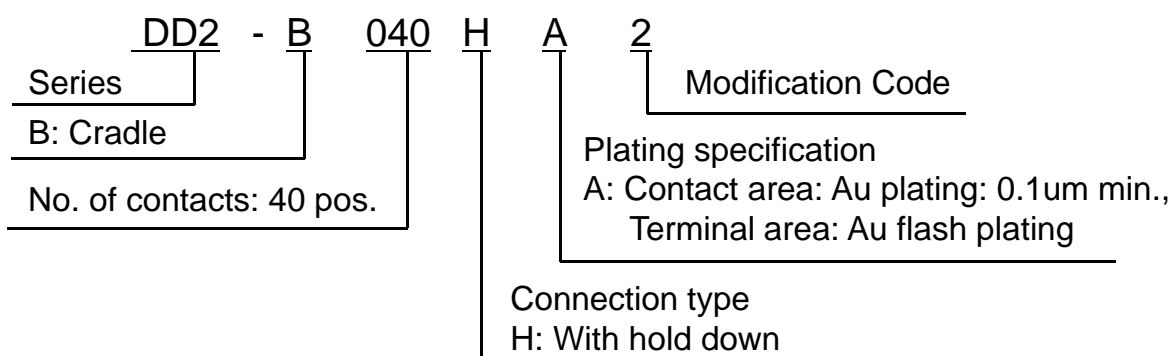 DD2 - B 040 H A 2
Series
Modification Code
B: Cradle
Plating specification
A: Contact area: Au plating: 0.1um min.,
Terminal area: Au flash plating
No. of contacts: 40 pos.
Connection type
H: With hold down